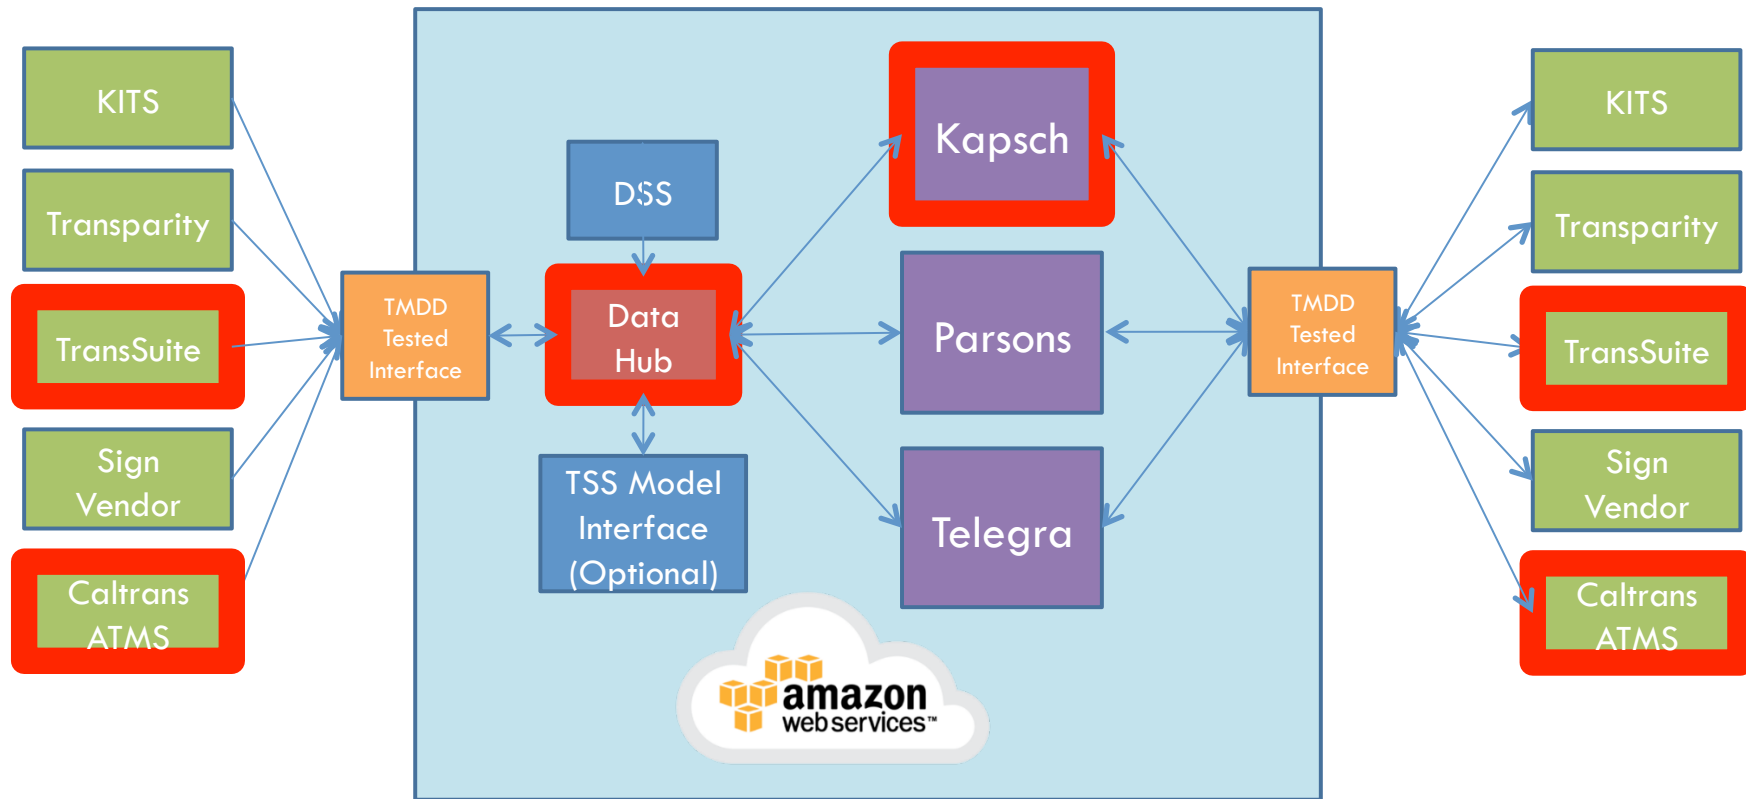 KITS
Transparity
TransSuite
Sign
Vendor
Caltrans
ATMS
TMDD
Tested
Interface
DSS
Data
Hub
TSS Model
Interface
(Optional)
Kapsch
Parsons
Telegra
amazon
web services™
TMDD
Tested
Interface
KITS
Transparity
TransSuite
Sign
Vendor
Caltrans
ATMS